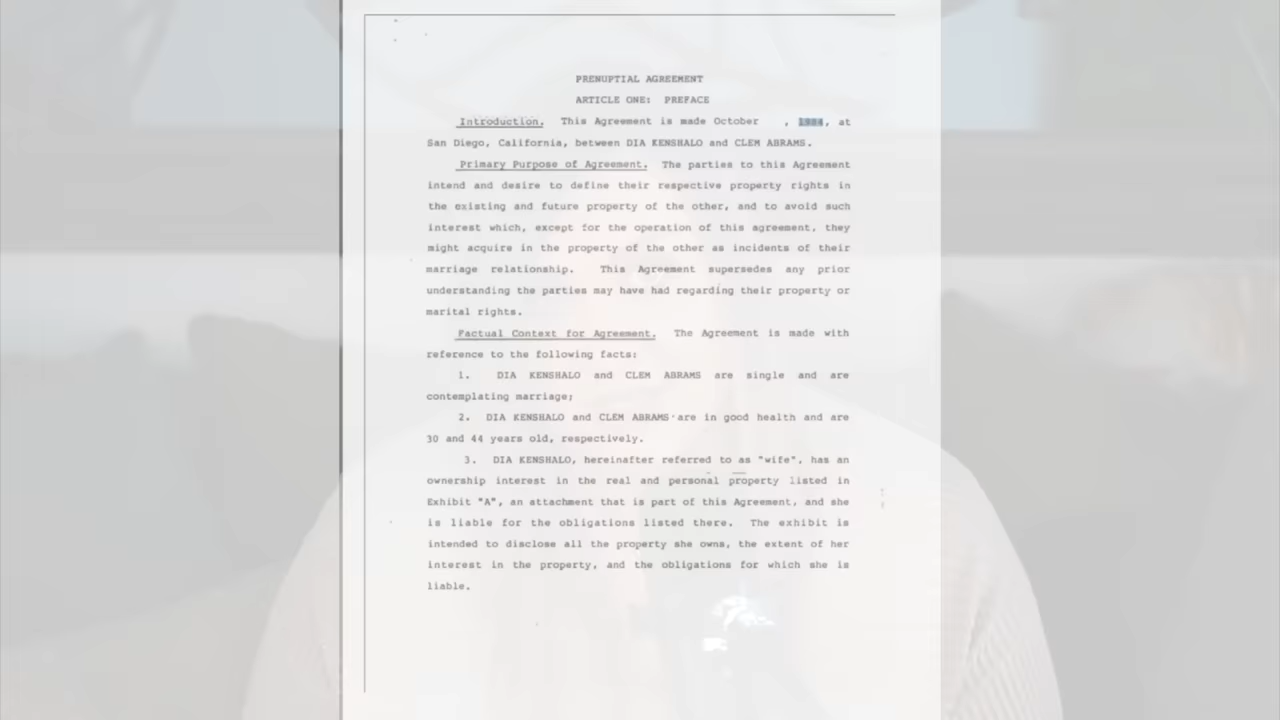 PRENUPTIAL AGREEMENT
ARTICLE ONE: PREFACE
Introduction. This Agreement is made October , 1984, at
San Diego, California, between DIA KENSHALO and CLEM ABRAMS.
Primary Purpose of Agreement. The parties to this Agreement
intend and desire to define their respective property rights in
the existing and future property of the other, and to avoid such
interest which, except for the operation of this agreement, they
might acquire in the property of the other as incidents of their
marriage relationship. This Agreement supersedes any prior
understanding the parties may have had regarding their property or
marital rights.
Factual Context for Agreement. The Agreement is made with
reference to the following facts:
1. DIA KENSHALO and CLEM ABRAMS are single and are
contemplating marriage;
2. DIA KENSHALO and CLEM ABRAMS are in good health and are
30 and 44 years old, respectively.
3. DIA KENSHALO, hereinafter referred to as "wife", has an
ownership interest in the real and personal property listed in
Exhibit "A", an attachment that is part of this Agreement, and she
is liable for the obligations listed there. The exhibit is
intended to disclose all the property she owns, the extent of her
interest in the property, and the obligations for which she is
liable.